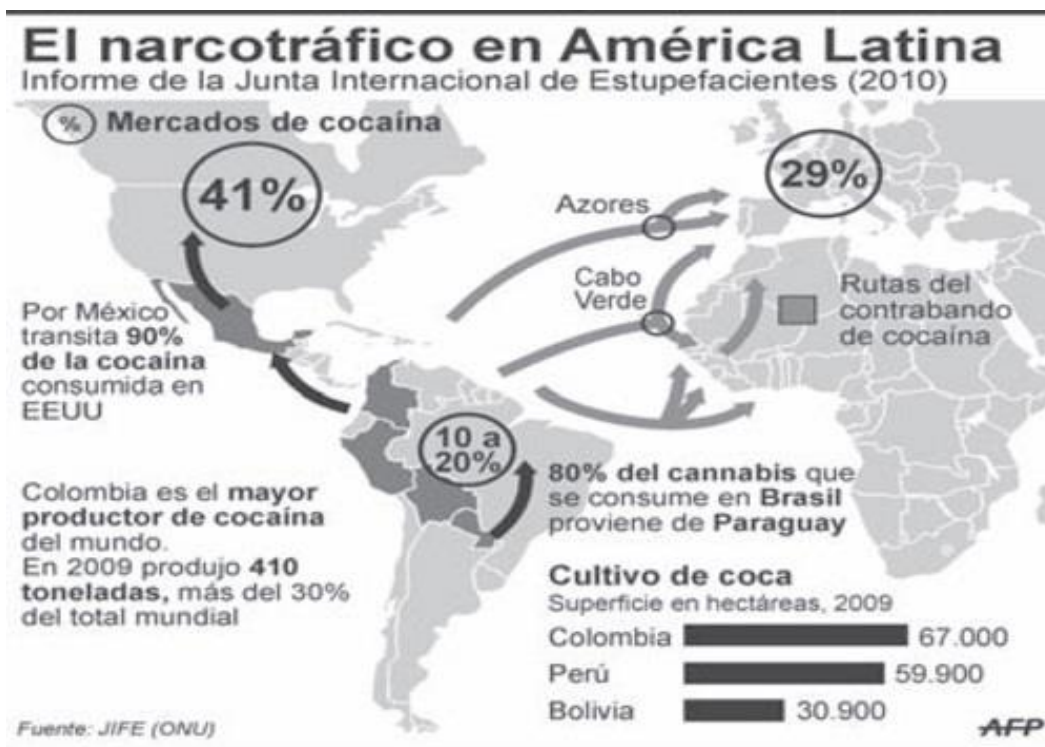 El narcotráfico en América Latina
Informe de la Junta Internacional de Estupefacientes (2010)
% Mercados de cocaína
41%
29%
Azores
Cabo
Verde
Rutas del
contrabando
de cocaína
Por México
transita 90%
de la cocaina
consumida en
EEUU
10 a
20%
Colombia es el mayor
productor de cocaína
del mundo.
En 2009 produjo 410
toneladas, más del 30%
del total mundial
80% del cannabis que
se consume en Brasil
proviene de Paraguay
Cultivo de coca
Superficie en hectáreas, 2009
Colombia 67.000
Perú 59.900
Bolivia 30.900
Fuente: JIFE (ONU)
AFP